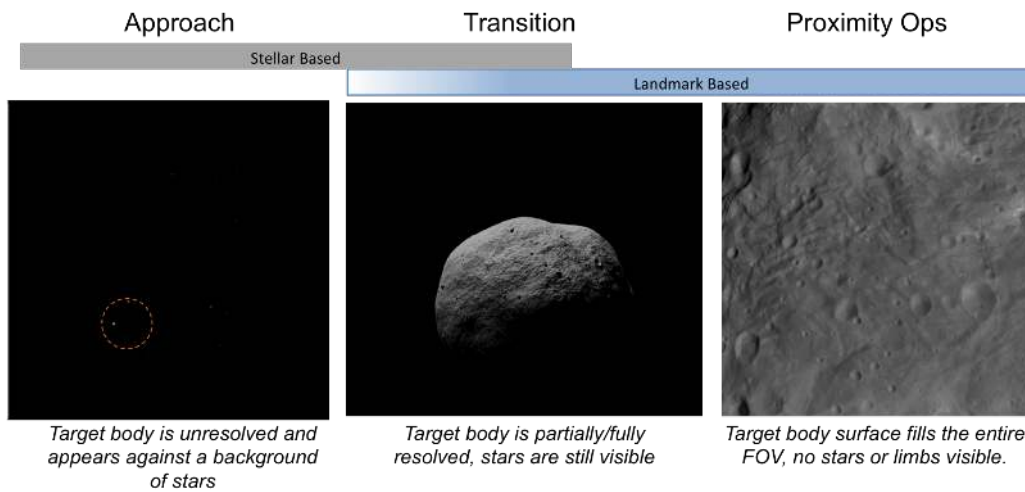 Approach
Transition
Proximity Ops
Stellar Based
Landmark Based
Target body is unresolved and
appears against a background
of stars
Target body is partially/fully
resolved, stars are still visible
Target body surface fills the entire
FOV, no stars or limbs visible.